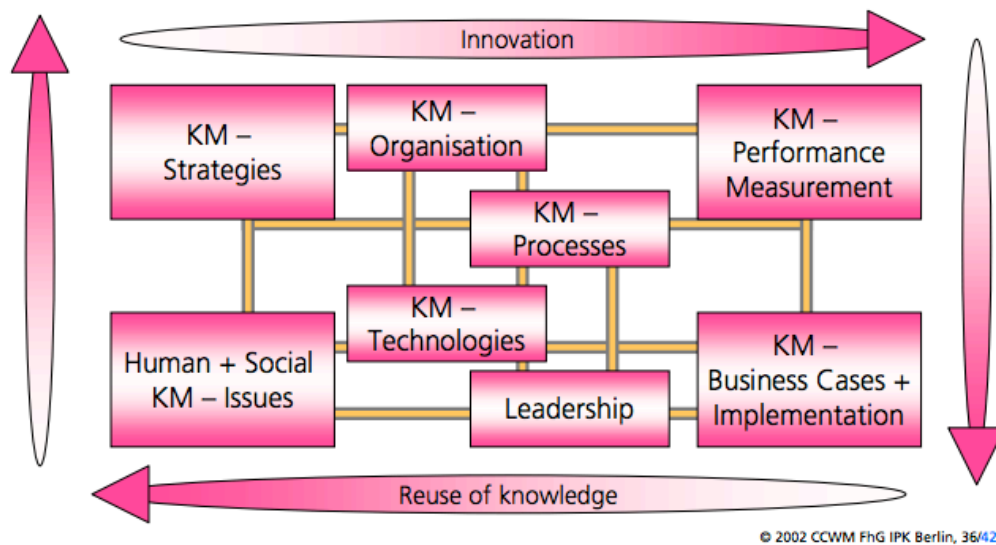 Innovation
KM –
Strategies
KM –
Organisation
KM –
Performance
Measurement
KM –
Processes
KM –
Technologies
Human + Social
KM – Issues
Leadership
KM –
Business Cases +
Implementation
Reuse of knowledge
© 2002 CCWM FhG IPK Berlin, 36/42